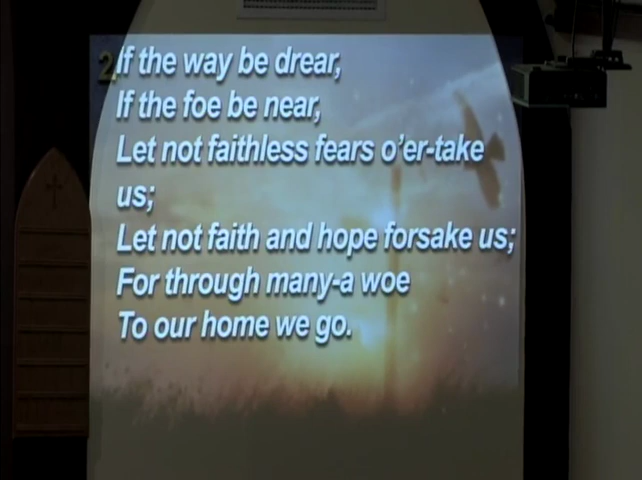 2. If the way be drear,
If the foe be near,
Let not faithless fears o'er-take
us;
Let not faith and hope forsake us;
For through many-a woe
To our home we go.